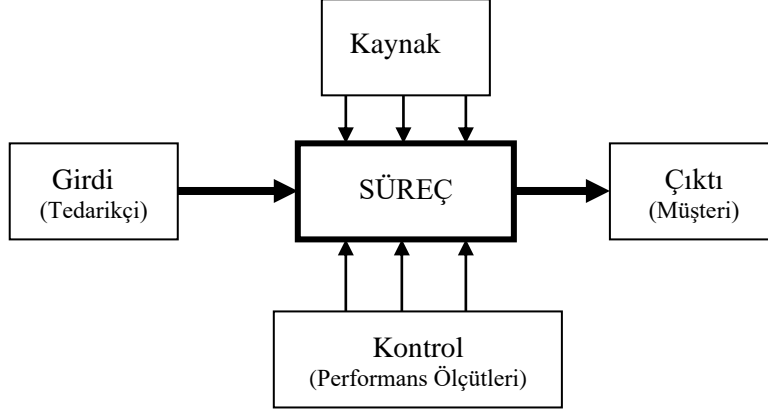 Kaynak
Girdi
(Tedarikçi)
SÜREÇ
Çıktı
(Müşteri)
Kontrol
(Performans Ölçütleri)